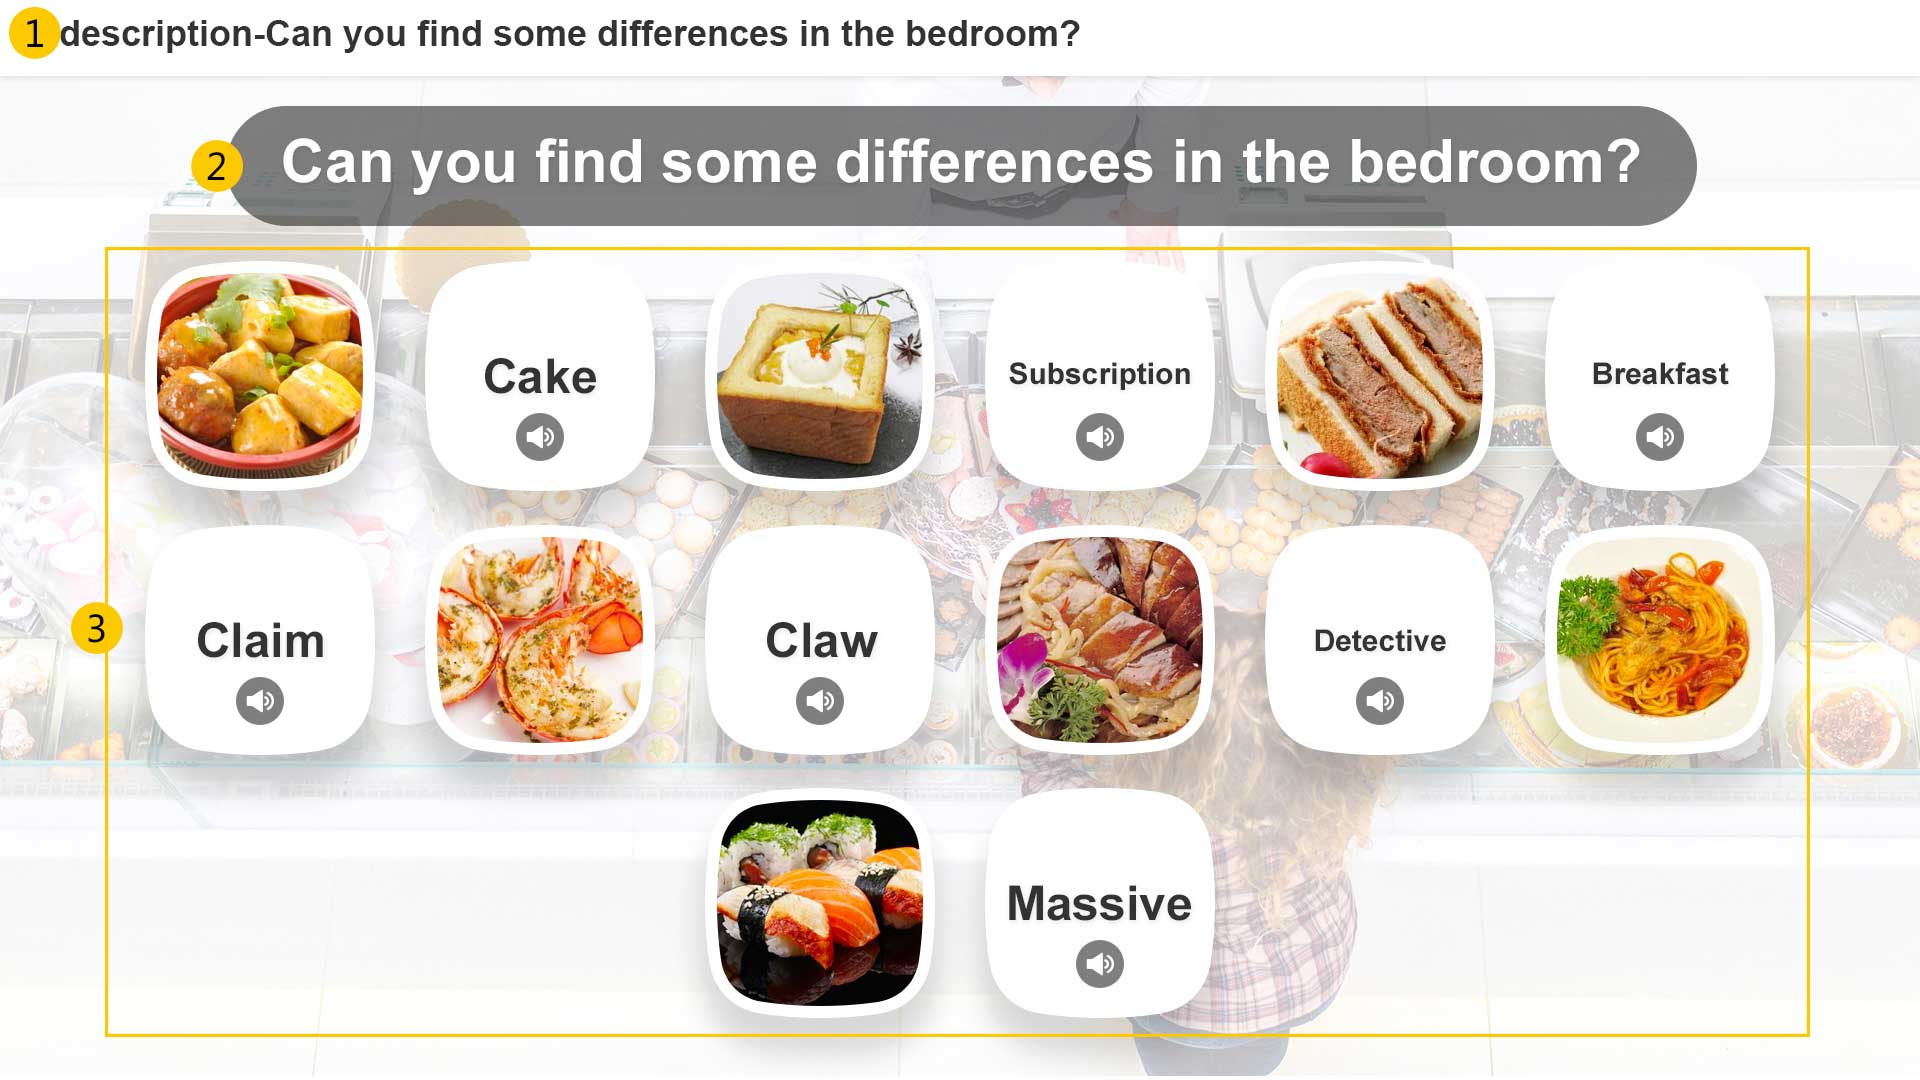 1 description-Can you find some differences in the bedroom?
2 Can you find some differences in the bedroom?
Cake
Subscription
Breakfast
3
Claim
Claw
Detective
Massive